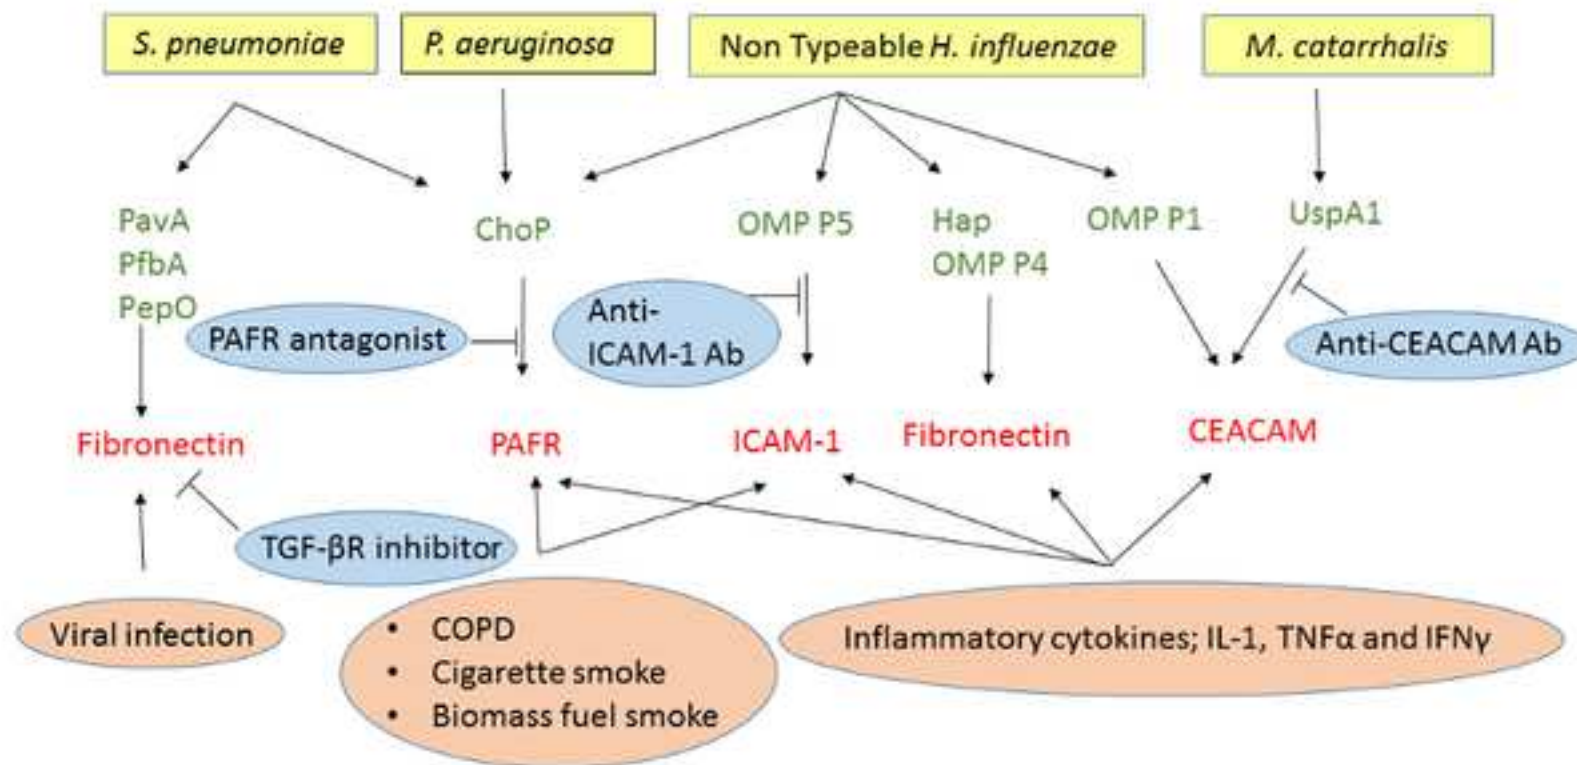 S. pneumoniae
P. aeruginosa
Non Typeable H. influenzae
M. catarrhalis
PavA
PfbA
PepO
ChoP
OMP P5
Hap
OMP P4
OMP P1
UspA1
PAFR antagonist
Anti-
ICAM-1 Ab
Anti-CEACAM Ab
Fibronectin
PAFR
ICAM-1
Fibronectin
CEACAM
TGF-βR inhibitor
Viral infection
• COPD
• Cigarette smoke
• Biomass fuel smoke
Inflammatory cytokines; IL-1, TNFα and IFNγ